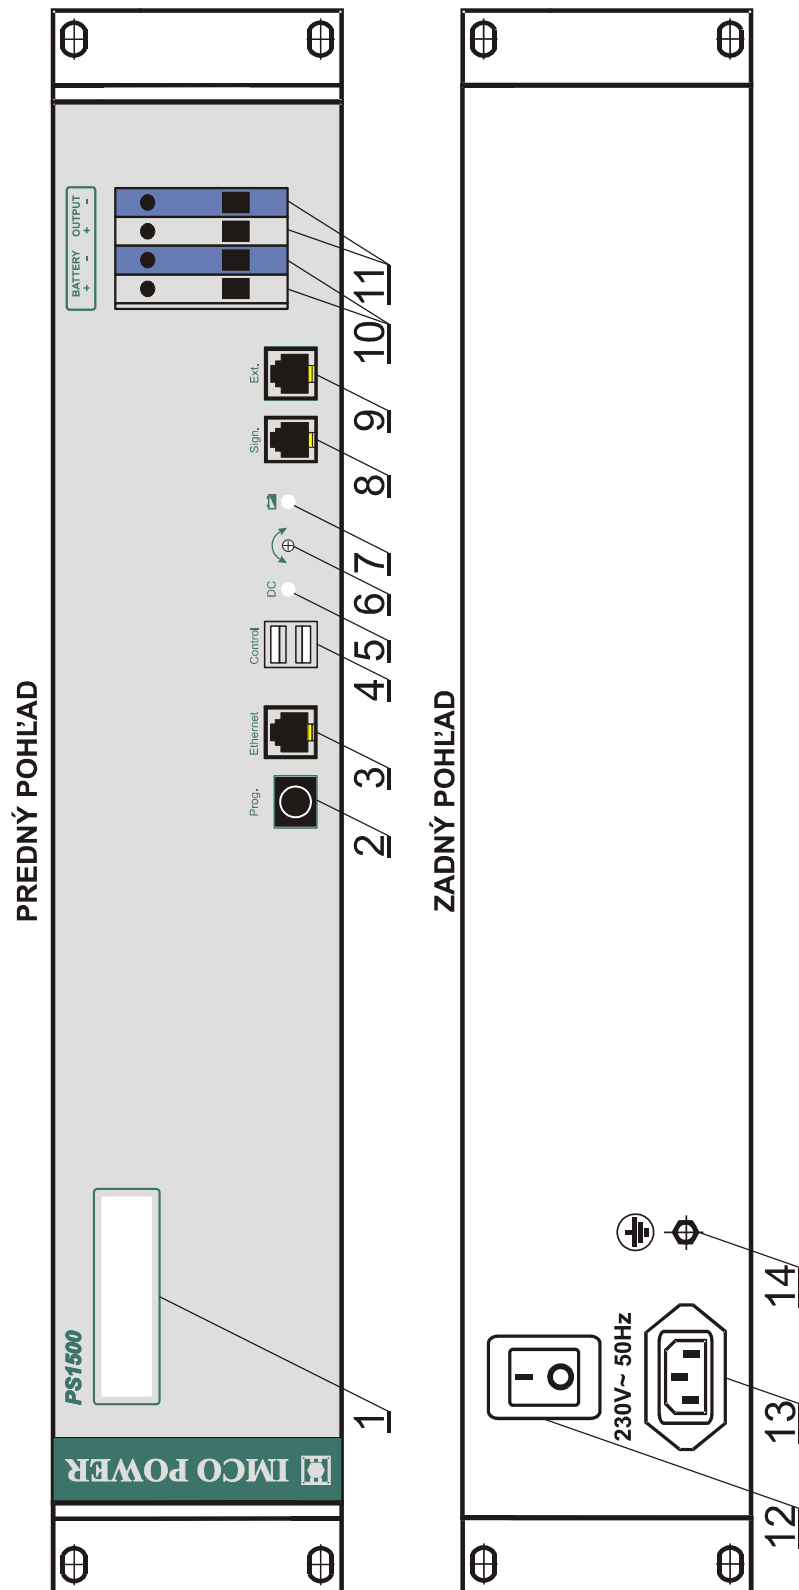 PREDNÝ POHĽAD
IMCO POWER
PS1500
Prog.
Ethernet
Control
DC
Sign.
Ext.
BATTERY OUTPUT
+ - + -
1
2
3
4
5
6
7
8
9
10
11
ZADNÝ POHĽAD
230V~ 50Hz
12
13
14